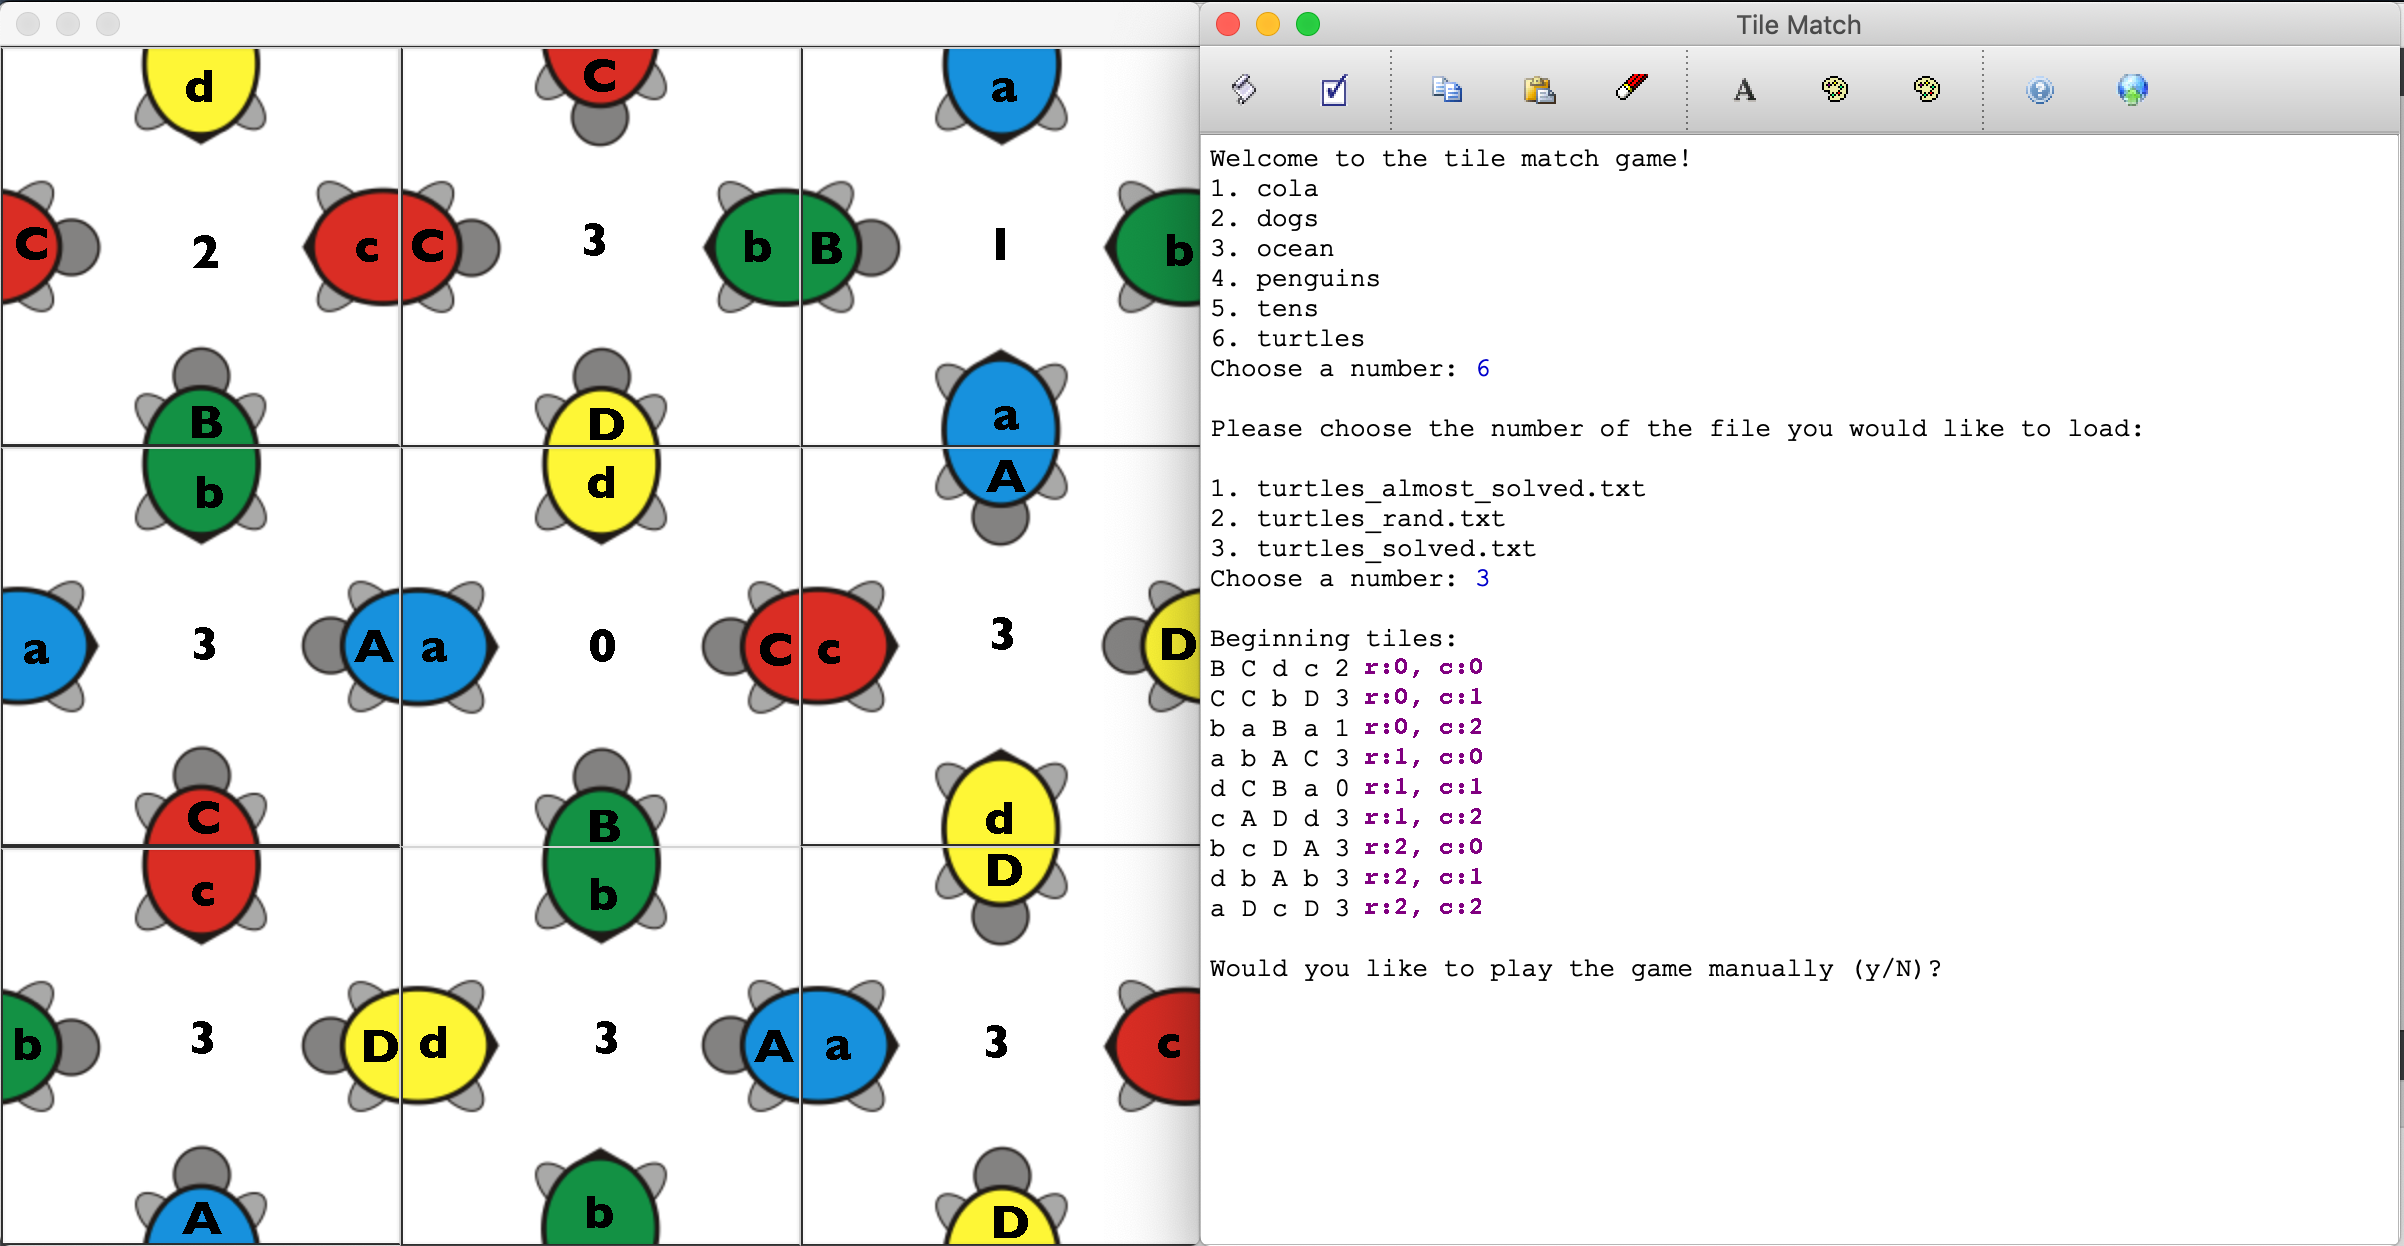 d C a
C 2 c C 3 b B 1 b
B D a
b d A
a 3 A a 0 C c 3 D
C B d
c b D
b 3 D d 3 A a 3 c
A b D
Tile Match
A
Welcome to the tile match game!
1. cola
2. dogs
3. ocean
4. penguins
5. tens
6. turtles
Choose a number: 6
Please choose the number of the file you would like to load:
1. turtles_almost_solved.txt
2. turtles_rand.txt
3. turtles_solved.txt
Choose a number: 3
Beginning tiles:
B C d c 2 r:0, c:0
C C b D 3 r:0, c:1
b a B a 1 r:0, c:2
a b A C 3 r:1, c:0
d C B a 0 r:1, c:1
c A D d 3 r:1, c:2
b c D A 3 r:2, c:0
d b A b 3 r:2, c:1
a D c D 3 r:2, c:2
Would you like to play the game manually (y/N)?